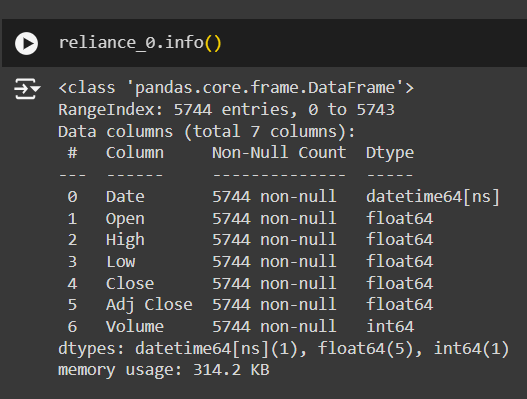 reliance_0.info()
<class 'pandas.core.frame.DataFrame'>
RangeIndex: 5744 entries, 0 to 5743
Data columns (total 7 columns):
 #   Column     Non-Null Count  Dtype
---  ------     --------------  -----
 0   Date       5744 non-null   datetime64[ns]
 1   Open       5744 non-null   float64
 2   High       5744 non-null   float64
 3   Low        5744 non-null   float64
 4   Close      5744 non-null   float64
 5   Adj Close  5744 non-null   float64
 6   Volume     5744 non-null   int64
dtypes: datetime64[ns](1), float64(5), int64(1)
memory usage: 314.2 KB